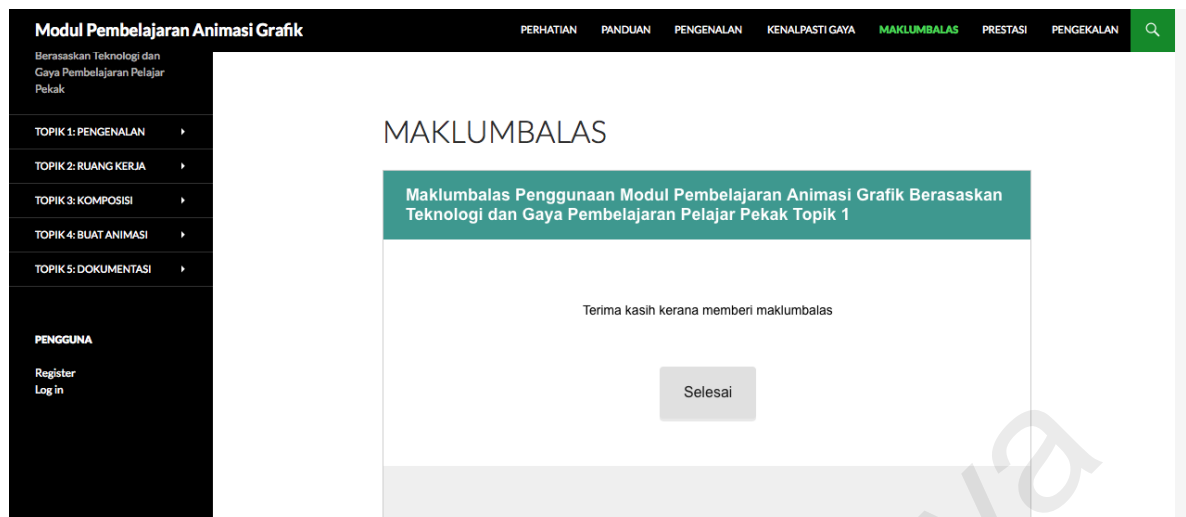 Modul Pembelajaran Animasi Grafik
PERHATIAN PANDUAN PENGENALAN KENALPASTI GAYA MAKLUMBALAS PRESTASI PENGEKALAN
Berasaskan Teknologi dan
Gaya Pembelajaran Pelajar
Pekak
TOPIK 1: PENGENALAN
TOPIK 2: RUANG KERJA
TOPIK 3: KOMPOSISI
TOPIK 4: BUAT ANIMASI
TOPIK 5: DOKUMENTASI
PENGGUNA
Register
Log in
MAKLUMBALAS
Maklumbalas Penggunaan Modul Pembelajaran Animasi Grafik Berasaskan
Teknologi dan Gaya Pembelajaran Pelajar Pekak Topik 1
Terima kasih kerana memberi maklumbalas
Selesai